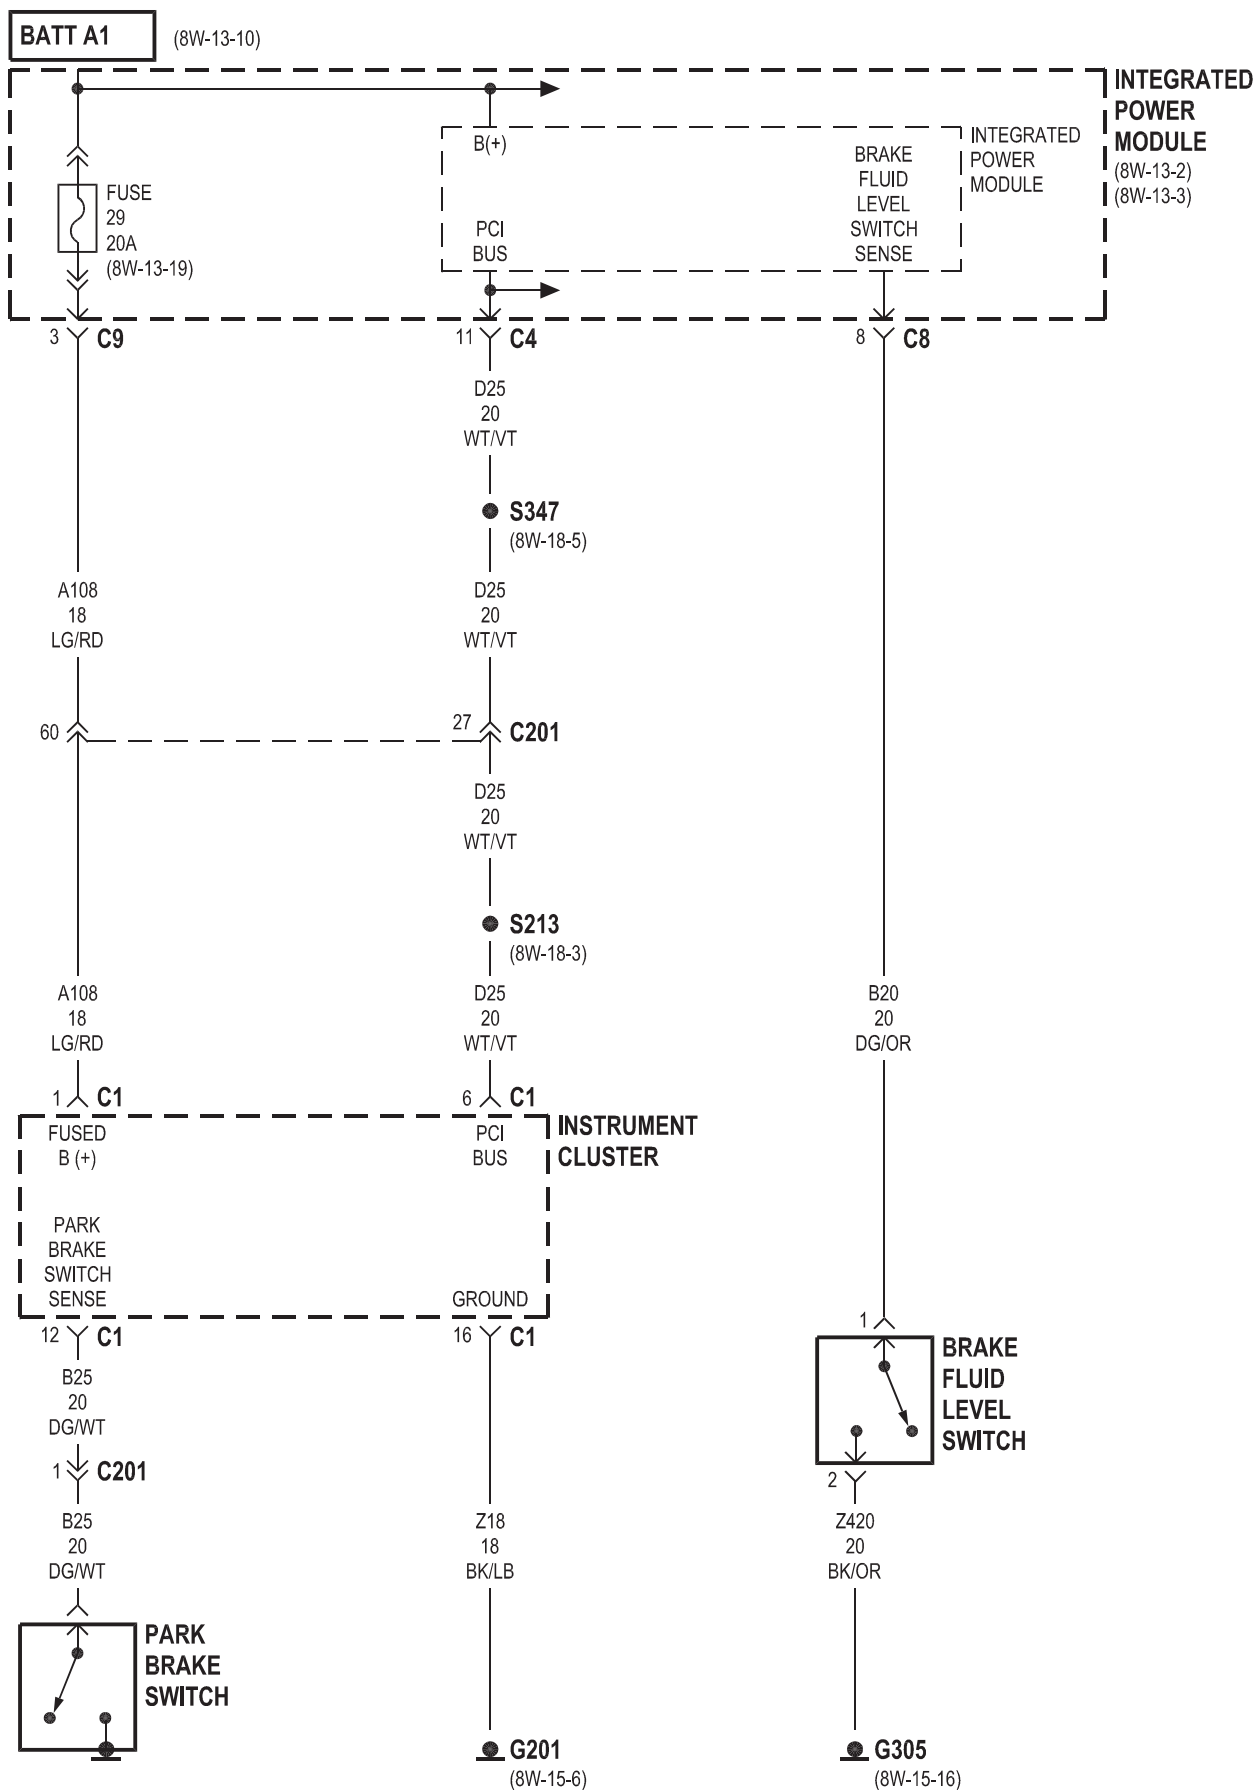 BATT A1
(8W-13-10)
INTEGRATED
POWER
MODULE
(8W-13-2)
(8W-13-3)
B(+)
INTEGRATED
POWER
MODULE
BRAKE
FLUID
LEVEL
SWITCH
SENSE
FUSE
29
20A
(8W-13-19)
PCI
BUS
3 C9
11 C4
8 C8
D25
20
WT/VT
S347
(8W-18-5)
A108
18
LG/RD
D25
20
WT/VT
60
27 C201
D25
20
WT/VT
S213
(8W-18-3)
A108
18
LG/RD
D25
20
WT/VT
B20
20
DG/OR
1 C1
6 C1
INSTRUMENT
CLUSTER
FUSED
B (+)
PCI
BUS
PARK
BRAKE
SWITCH
SENSE
GROUND
12 C1
16 C1
1
BRAKE
FLUID
LEVEL
SWITCH
2
B25
20
DG/WT
1 C201
B25
20
DG/WT
Z18
18
BK/LB
Z420
20
BK/OR
PARK
BRAKE
SWITCH
G201
(8W-15-6)
G305
(8W-15-16)